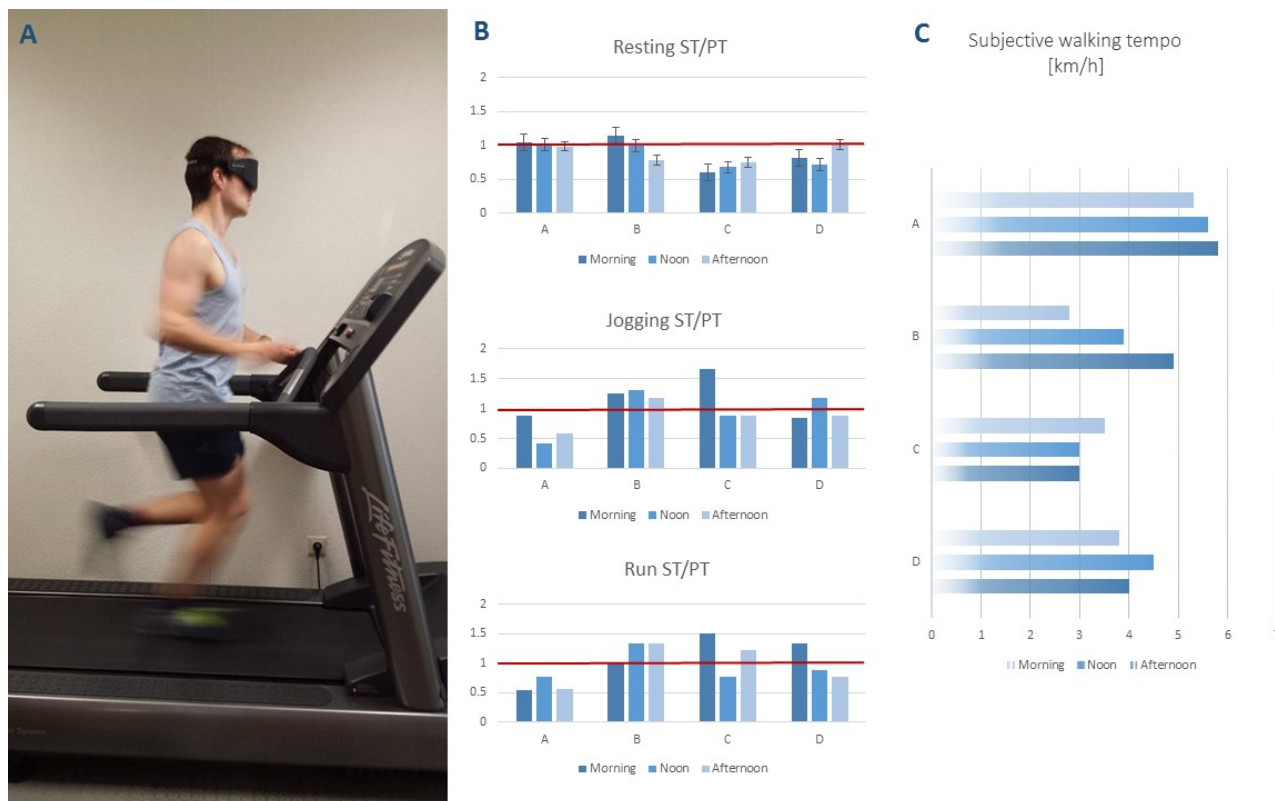 A
LifeFitness
System
B
Resting ST/PT
2
1.5
1
0.5
0
A B C D
Morning Noon Afternoon
Jogging ST/PT
2
1.5
1
0.5
0
A B C D
Morning Noon Afternoon
Run ST/PT
2
1.5
1
0.5
0
A B C D
Morning Noon Afternoon
C
Subjective walking tempo
[km/h]
A
B
C
D
0 1 2 3 4 5 6
Morning Noon Afternoon